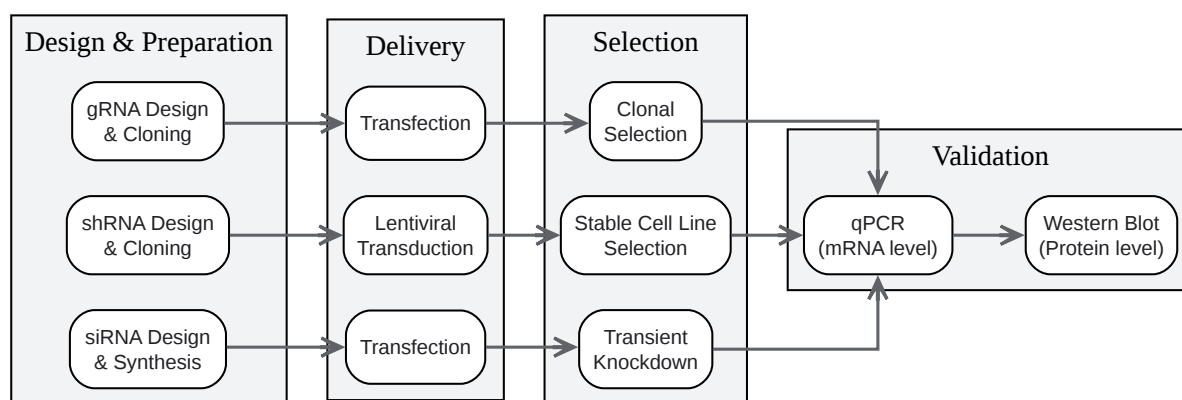 Design & Preparation
gRNA Design
& Cloning
shRNA Design
& Cloning
siRNA Design
& Synthesis
Delivery
Transfection
Lentiviral
Transduction
Transfection
Selection
Clonal
Selection
Stable Cell Line
Selection
Transient
Knockdown
Validation
qPCR
(mRNA level)
Western Blot
(Protein level)